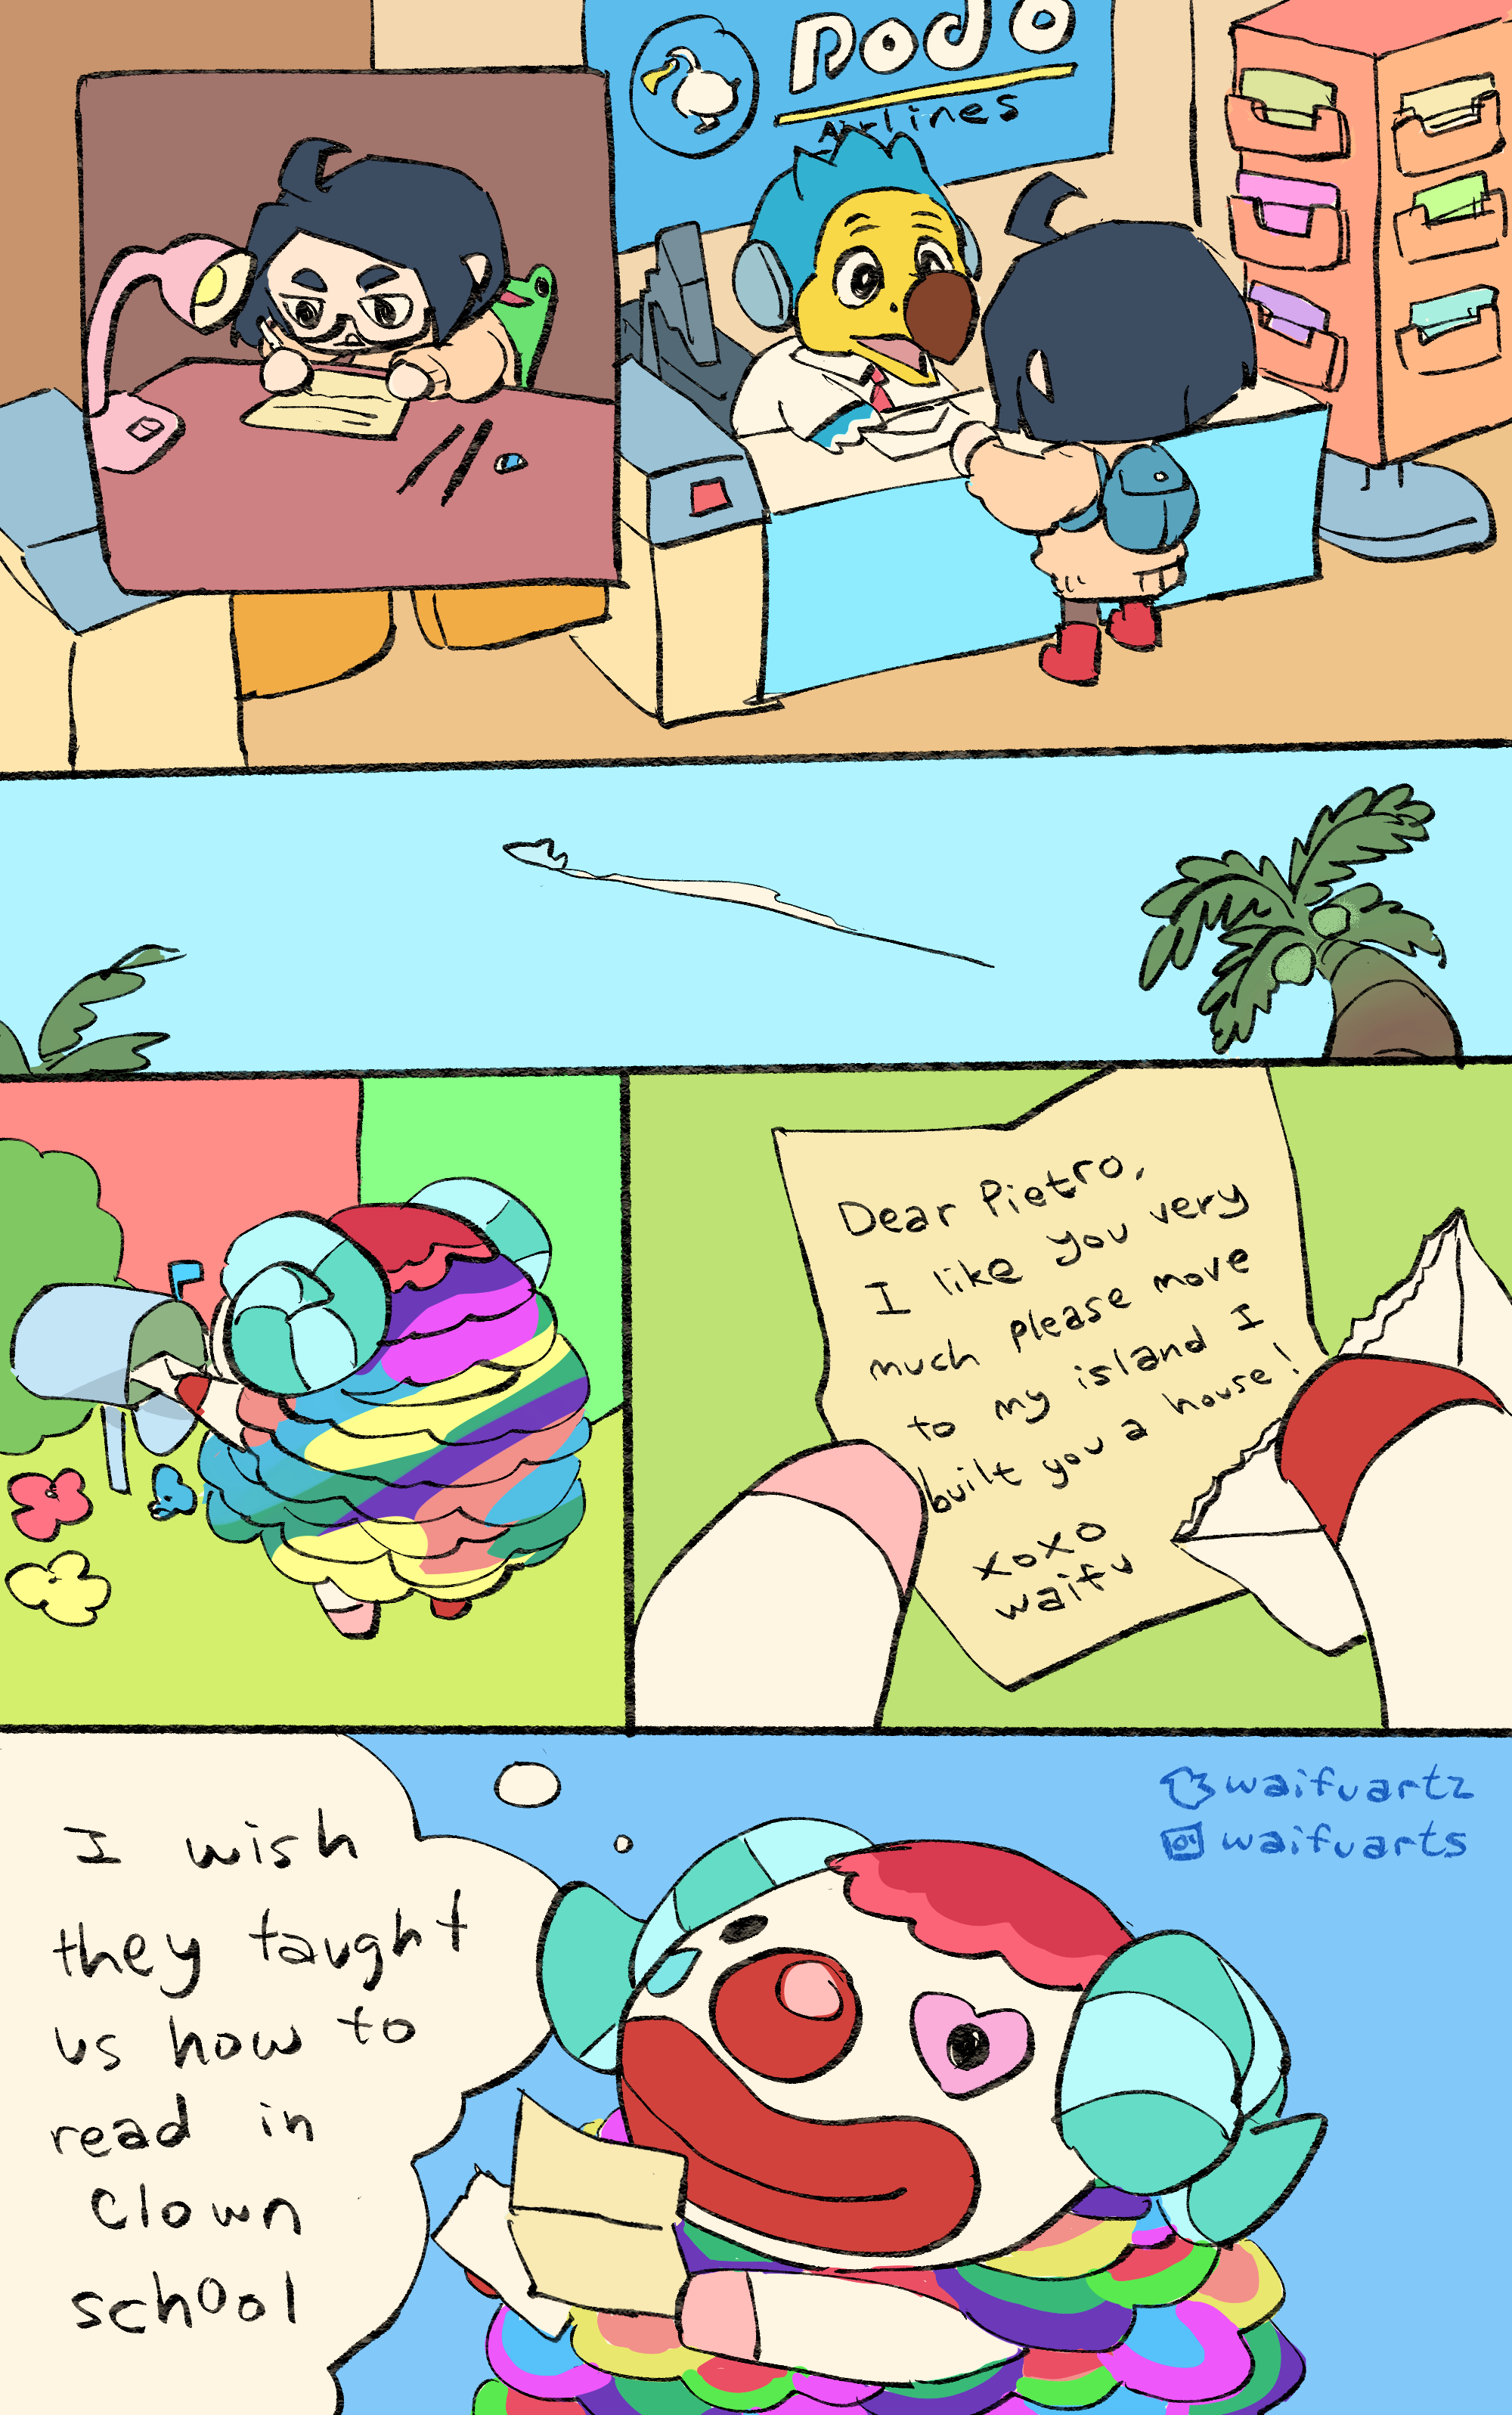 DODO
Airlines
Dear Pietro,
I like you very
much please move
to my island I
built you a house!
xoxo
waifu
waifuartz
waifuarts
I wish
they taught
us how to
read in
clown
school